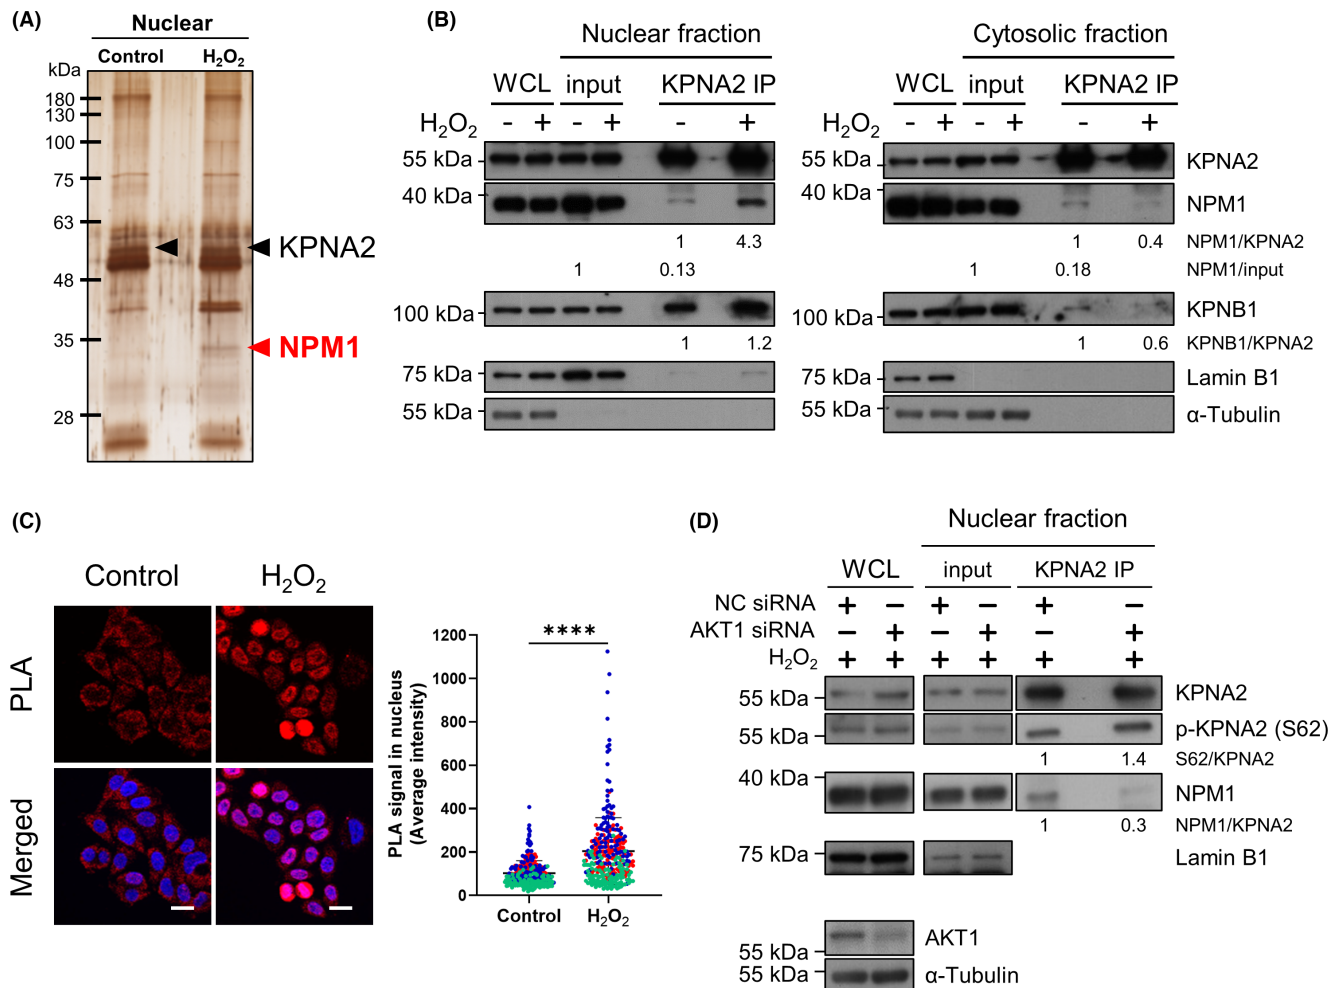 (A)
Nuclear
Control H₂O₂
kDa
180
130
100
75
63
48
35
28
KPNA2
NPM1
(B)
Nuclear fraction Cytosolic fraction
WCL input KPNA2 IP WCL input KPNA2 IP
H₂O₂ - + - + - + H₂O₂ - + - + - +
55 kDa 55 kDa KPNA2
40 kDa 40 kDa NPM1
1 4.3 1 0.4 NPM1/KPNA2
1 0.13 1 0.18 NPM1/input
100 kDa 100 kDa KPNB1
1 1.2 1 0.6 KPNB1/KPNA2
75 kDa 75 kDa Lamin B1
55 kDa 55 kDa α-Tubulin
(C)
Control H₂O₂
PLA
Merged
PLA signal in nucleus
(Average intensity)
1200
1000
800
600
400
200
0
****
Control H₂O₂
(D)
Nuclear fraction
WCL input KPNA2 IP
NC siRNA + − + − + −
AKT1 siRNA − + − + − +
H₂O₂ + + + + + +
55 kDa KPNA2
55 kDa p-KPNA2 (S62)
1 1.4 S62/KPNA2
40 kDa NPM1
1 0.3 NPM1/KPNA2
75 kDa Lamin B1
55 kDa AKT1
55 kDa α-Tubulin